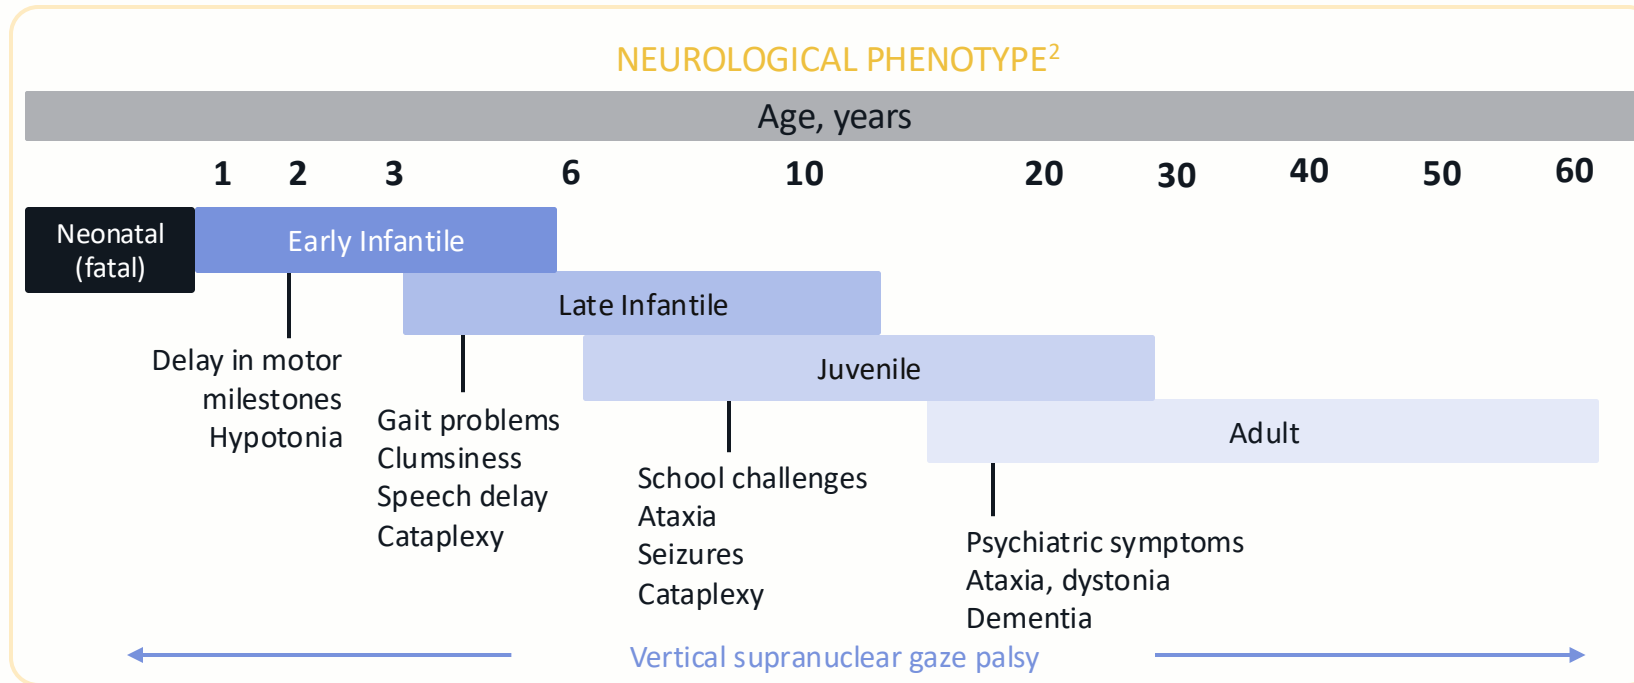 NEUROLOGICAL PHENOTYPE²
Age, years
1 2 3 6 10 20 30 40 50 60
Neonatal
(fatal)
Early Infantile
Late Infantile
Juvenile
Adult
Delay in motor
milestones
Hypotonia
Gait problems
Clumsiness
Speech delay
Cataplexy
School challenges
Ataxia
Seizures
Cataplexy
Psychiatric symptoms
Ataxia, dystonia
Dementia
Vertical supranuclear gaze palsy